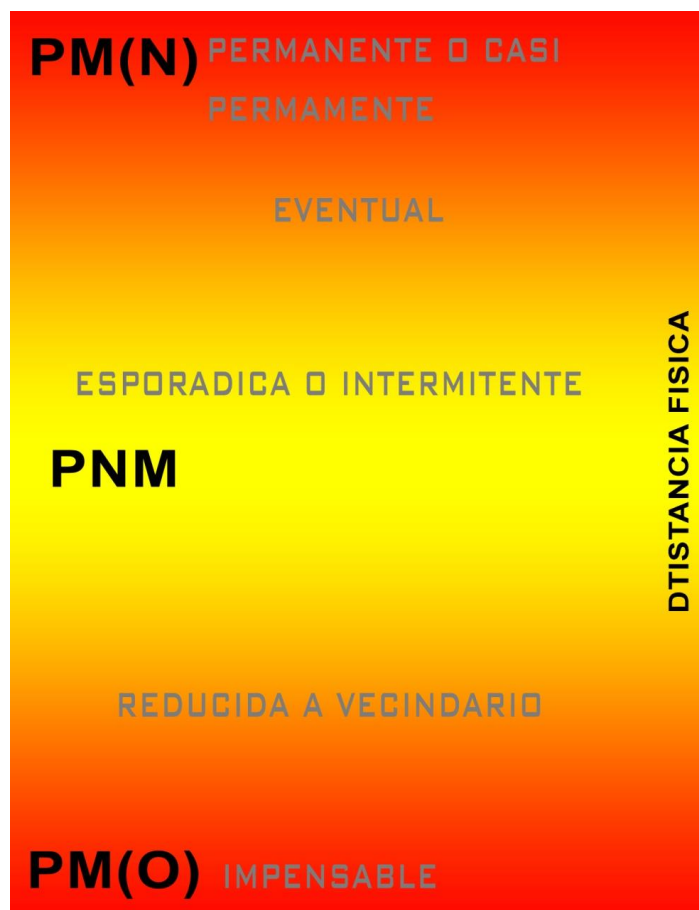 PM(N) PERMANENTE O CASI
PERMAMENTE
EVENTUAL
ESPORADICA O INTERMITENTE
PNM
DTISTANCIA FISICA
REDUCIDA A VECINDARIO
PM(O) IMPENSABLE